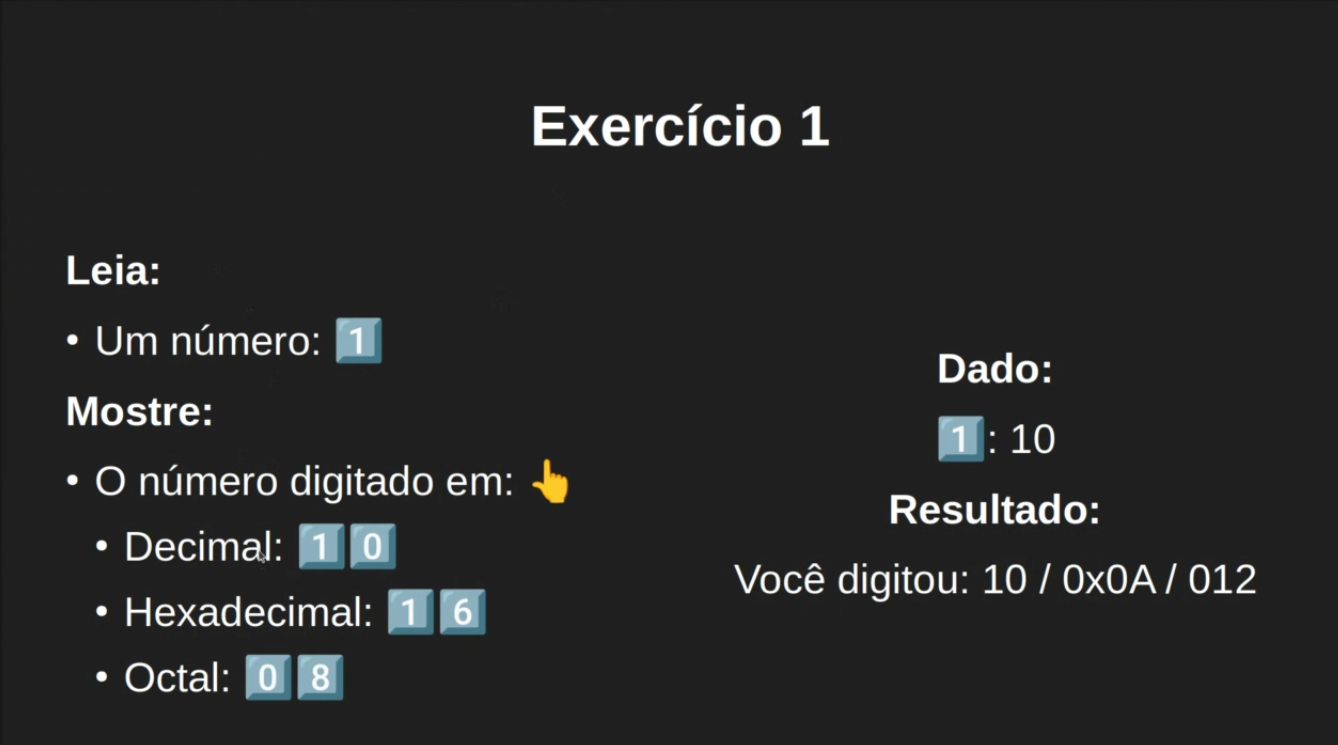 Exercício 1
Leia:
• Um número: 1️⃣
Mostre:
• O número digitado em: 👆
• Decimal: 1️⃣0️⃣
• Hexadecimal: 1️⃣6️⃣
• Octal: 0️⃣8️⃣
Dado:
1️⃣: 10
Resultado:
Você digitou: 10 / 0x0A / 012